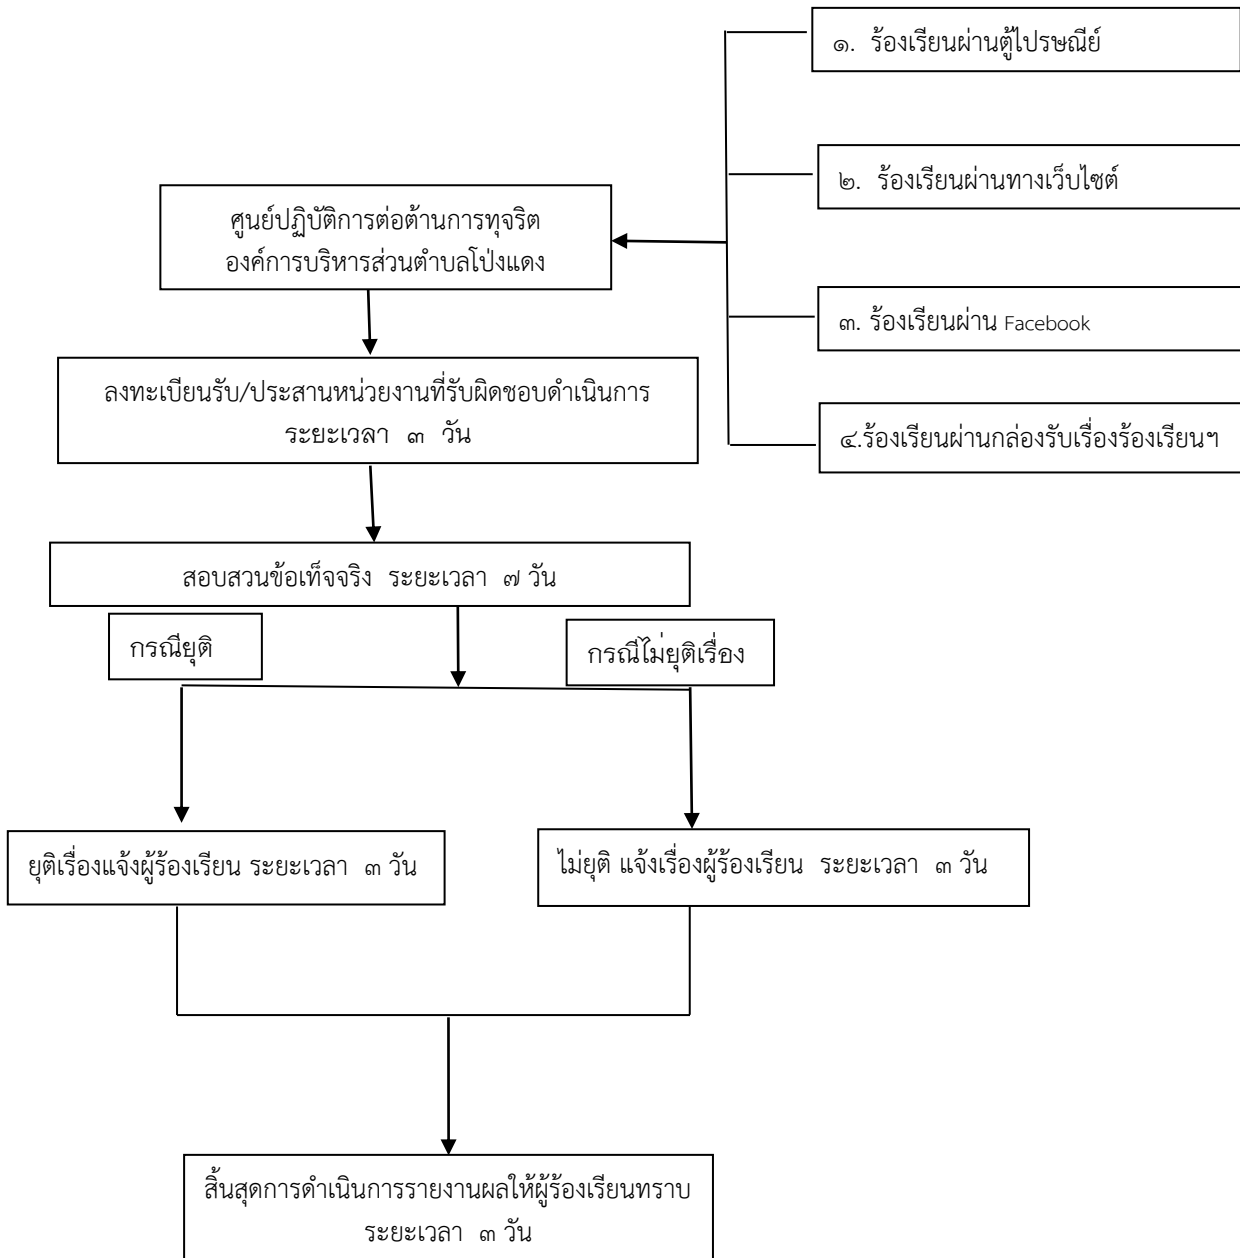 ๑. ร้องเรียนผ่านตู้ไปรษณีย์
๒. ร้องเรียนผ่านทางเว็บไซต์
ศูนย์ปฏิบัติการต่อต้านการทุจริต
องค์การบริหารส่วนตำบลโป่งแดง
๓. ร้องเรียนผ่าน Facebook
ลงทะเบียนรับ/ประสานหน่วยงานที่รับผิดชอบดำเนินการ
ระยะเวลา ๓ วัน
๔.ร้องเรียนผ่านกล่องรับเรื่องร้องเรียนฯ
สอบสวนข้อเท็จจริง ระยะเวลา ๗ วัน
กรณียุติ
กรณีไม่ยุติเรื่อง
ยุติเรื่องแจ้งผู้ร้องเรียน ระยะเวลา ๓ วัน
ไม่ยุติ แจ้งเรื่องผู้ร้องเรียน ระยะเวลา ๓ วัน
สิ้นสุดการดำเนินการรายงานผลให้ผู้ร้องเรียนทราบ
ระยะเวลา ๓ วัน